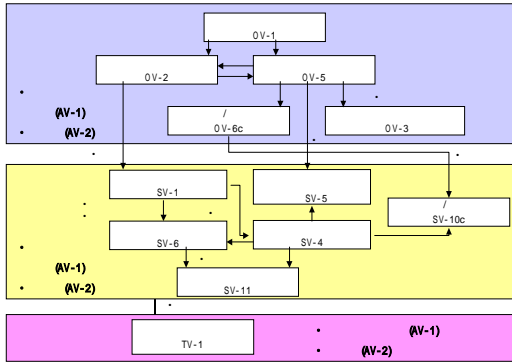 OV-1
OV-2
OV-5
•
(AV-1)
• (AV-2)
/
OV-6c
OV-3
SV-1
SV-5
/
SV-10c
SV-6
SV-4
•
(AV-1)
• (AV-2)
SV-11
TV-1
• (AV-1)
• (AV-2)